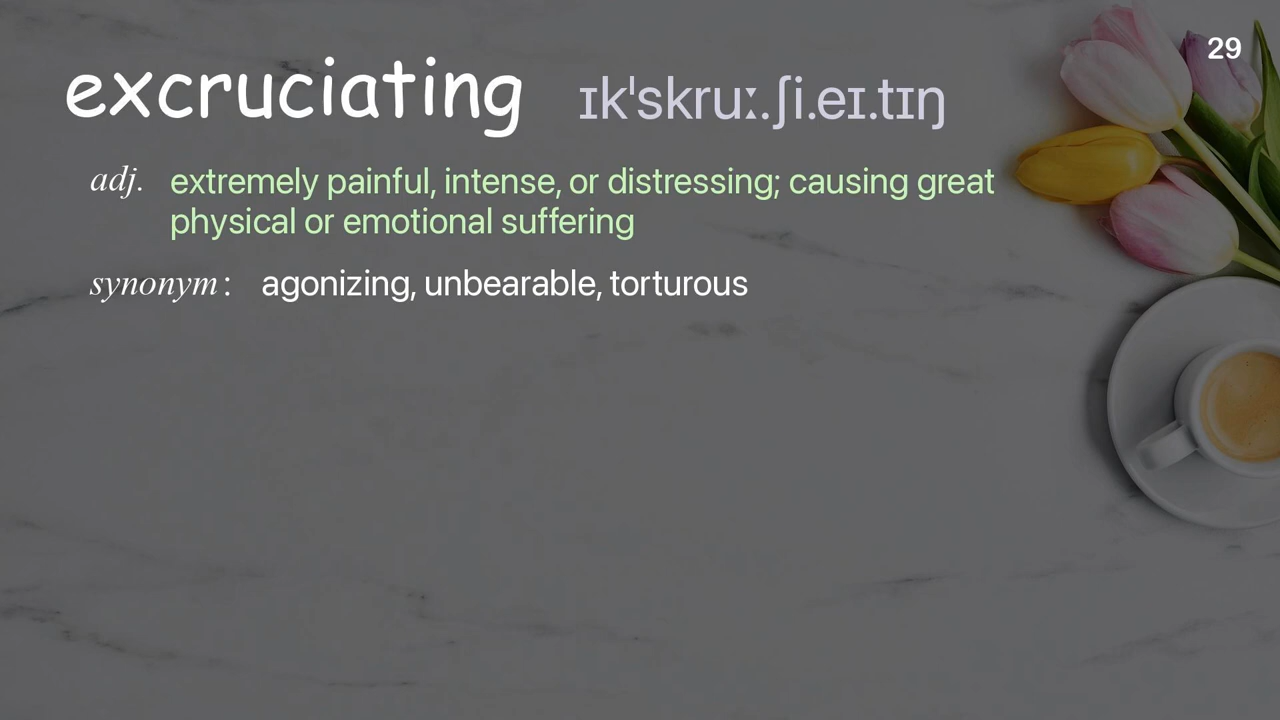 29
excruciating ɪkˈskruː.ʃi.eɪ.tɪŋ
adj. extremely painful, intense, or distressing; causing great
physical or emotional suffering
synonym : agonizing, unbearable, torturous